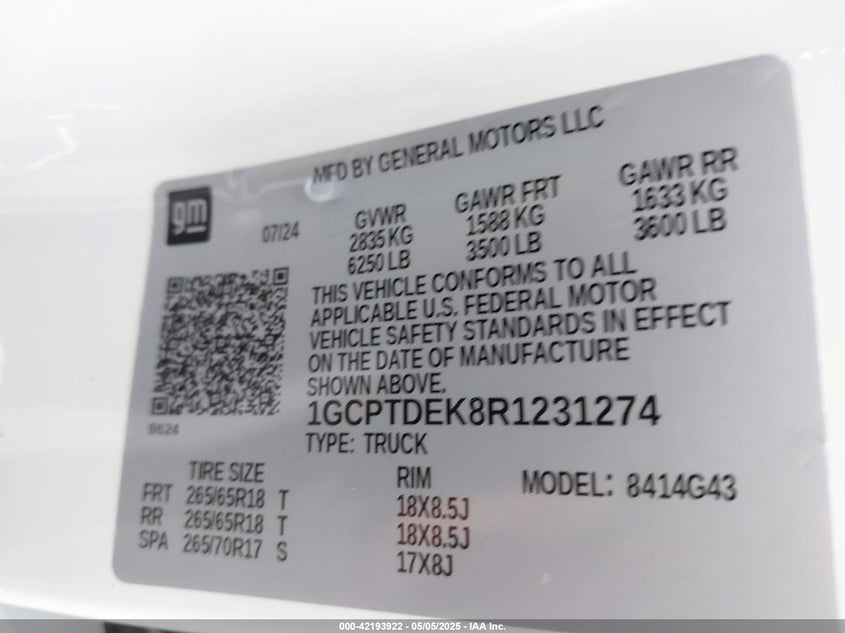 MFD BY GENERAL MOTORS LLC
gm
07/24
GVWR GAWR FRT GAWR RR
2835 KG 1588 KG 1633 KG
6250 LB 3500 LB 3600 LB
THIS VEHICLE CONFORMS TO ALL
APPLICABLE U.S. FEDERAL MOTOR
VEHICLE SAFETY STANDARDS IN EFFECT
ON THE DATE OF MANUFACTURE
SHOWN ABOVE.
1GCPTDEK8R1231274
B624
TYPE: TRUCK
TIRE SIZE RIM MODEL: 8414G43
FRT 265/65R18 T 18X8.5J
RR 265/65R18 T 18X8.5J
SPA 265/70R17 S 17X8J
000-42193922 - 05/05/2025 - IAA Inc.